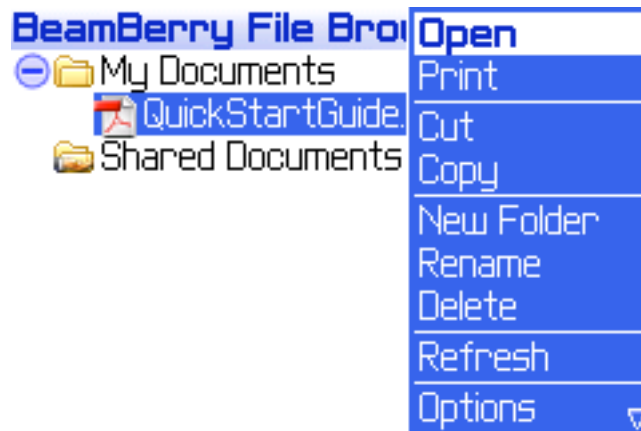 BeamBerry File Bro
My Documents
QuickStartGuide.
Shared Documents
Open
Print
Cut
Copy
New Folder
Rename
Delete
Refresh
Options